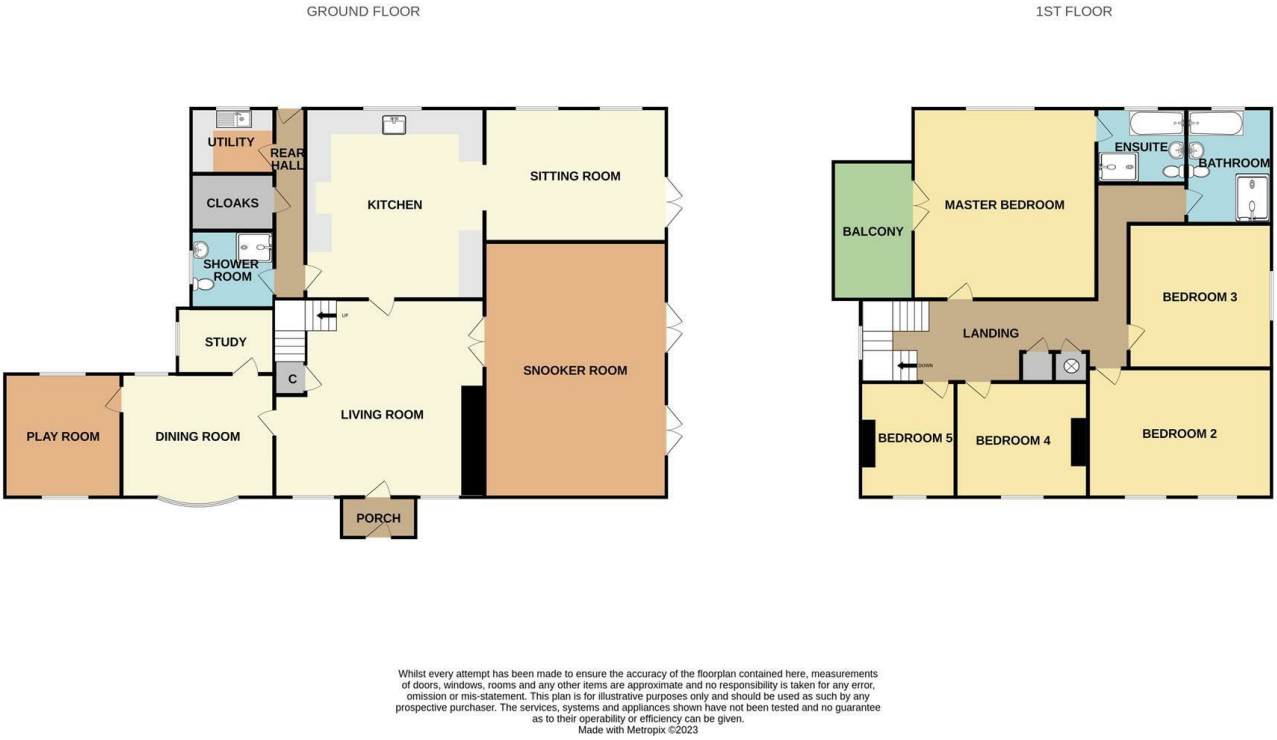 GROUND FLOOR
1ST FLOOR
UTILITY
REAR
HALL
CLOAKS
SHOWER
ROOM
KITCHEN
SITTING ROOM
STUDY
UP
C
SNOOKER ROOM
PLAY ROOM
DINING ROOM
LIVING ROOM
PORCH
ENSUITE
BATHROOM
MASTER BEDROOM
BALCONY
BEDROOM 3
LANDING
DOWN
BEDROOM 5
BEDROOM 4
BEDROOM 2
Whilst every attempt has been made to ensure the accuracy of the floorplan contained here, measurements
of doors, windows, rooms and any other items are approximate and no responsibility is taken for any error,
omission or mis-statement. This plan is for illustrative purposes only and should be used as such by any
prospective purchaser. The services, systems and appliances shown have not been tested and no guarantee
as to their operability or efficiency can be given.
Made with Metropix ©2023